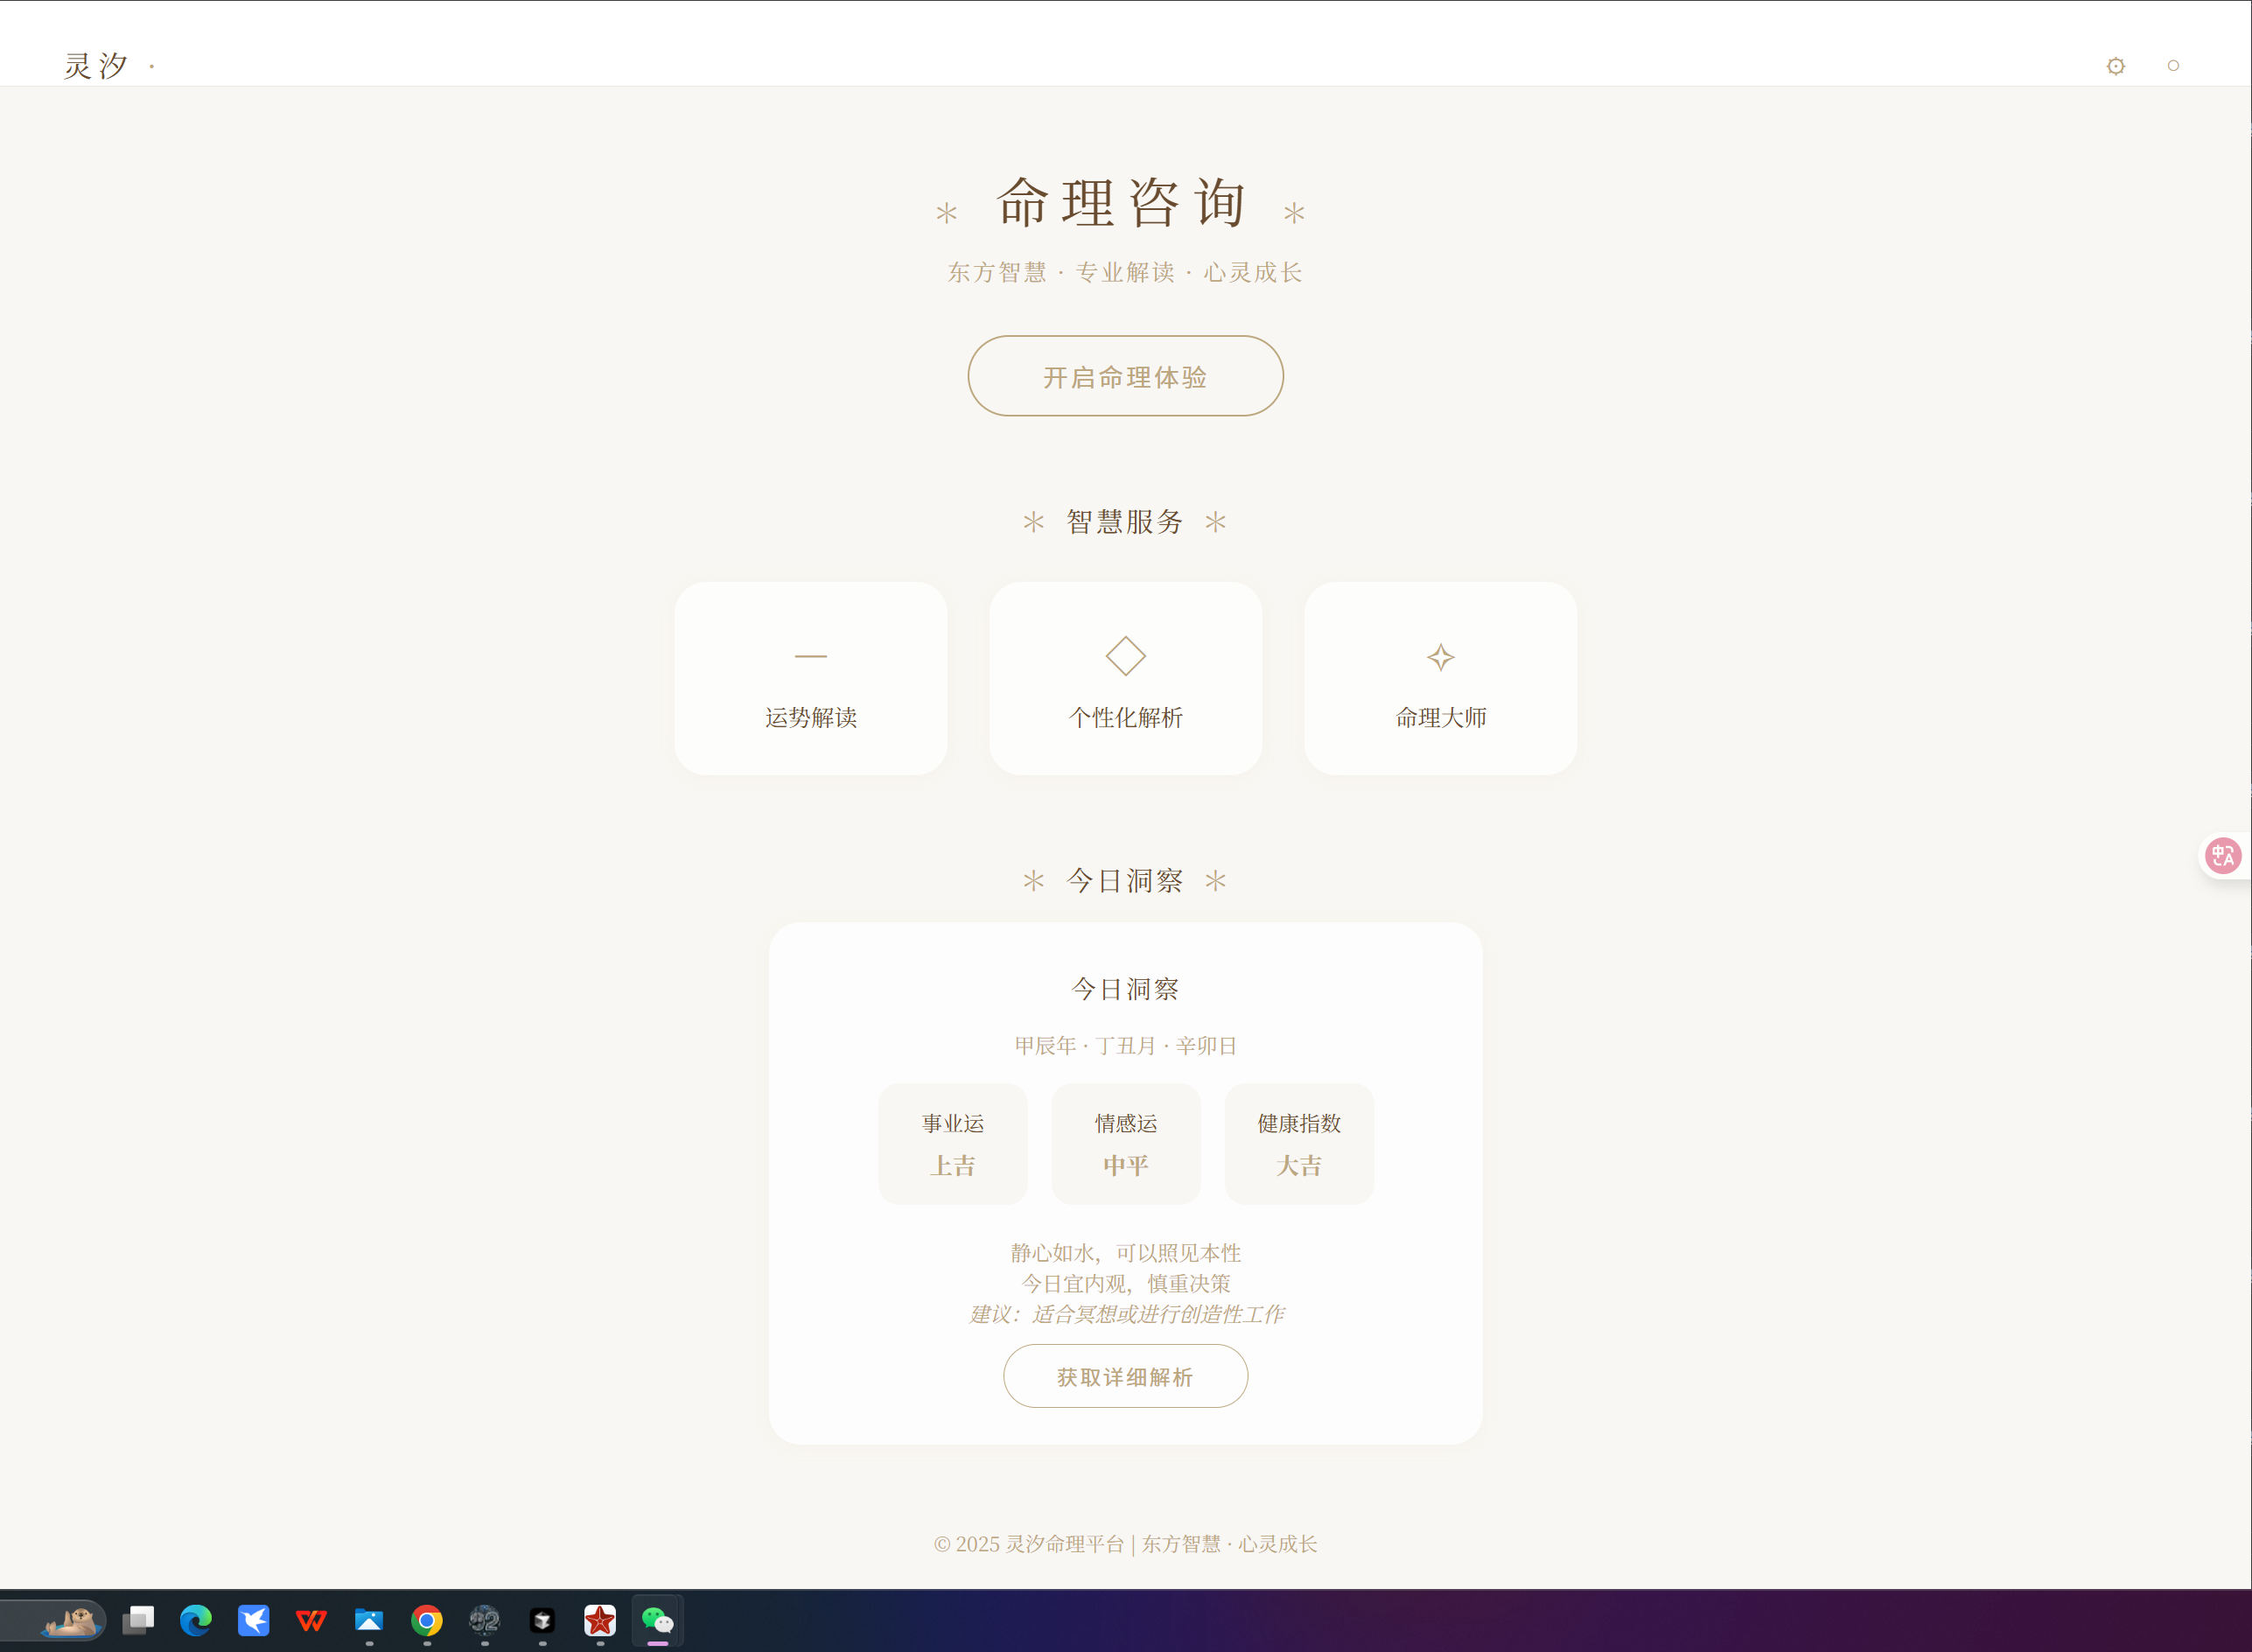 灵汐 ·
命理咨询
东方智慧 · 专业解读 · 心灵成长
开启命理体验
智慧服务
运势解读
个性化解析
命理大师
今日洞察
今日洞察
甲辰年 · 丁丑月 · 辛卯日
事业运
上吉
情感运
中平
健康指数
大吉
静心如水，可以照见本性
今日宜内观，慎重决策
建议：适合冥想或进行创造性工作
获取详细解析
© 2025 灵汐命理平台 | 东方智慧 · 心灵成长
中 A
92